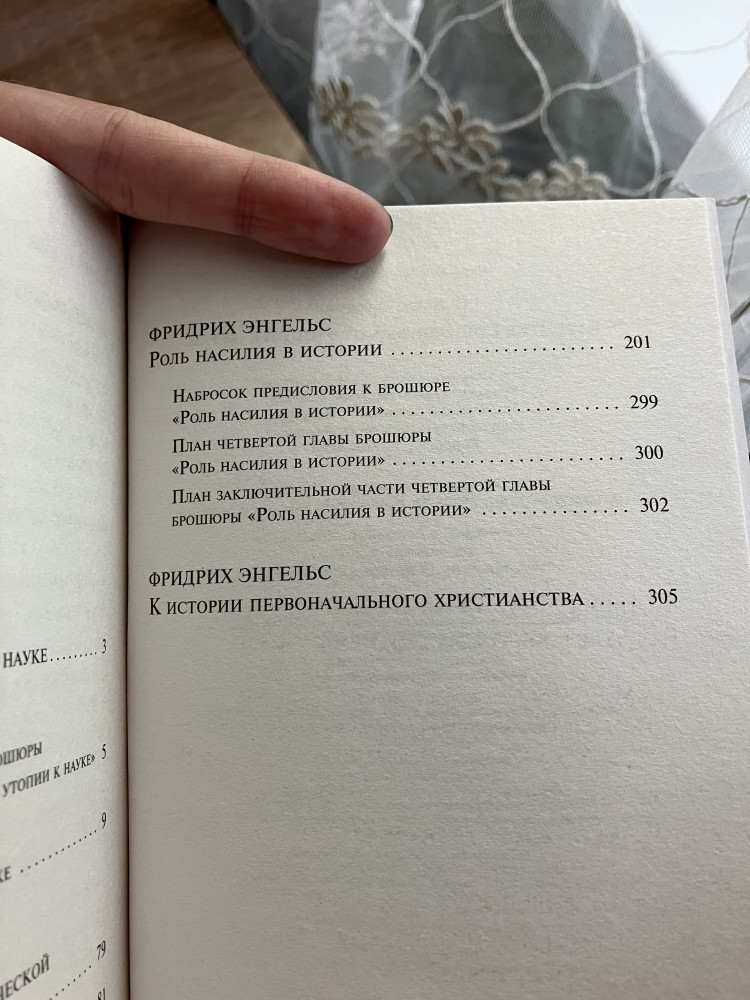 НАУКЕ......... 3
5
УТОПИИ К НАУКЕ»
9
79
81
ФРИДРИХ ЭНГЕЛЬС
Роль насилия в истории ........................ 201
Набросок предисловия к брошюре
«Роль насилия в истории» ........................ 299
План четвертой главы брошюры
«Роль насилия в истории» ........................ 300
План заключительной части четвертой главы
брошюры «Роль насилия в истории» ................ 302
ФРИДРИХ ЭНГЕЛЬС
К истории первоначального христианства ..... 305